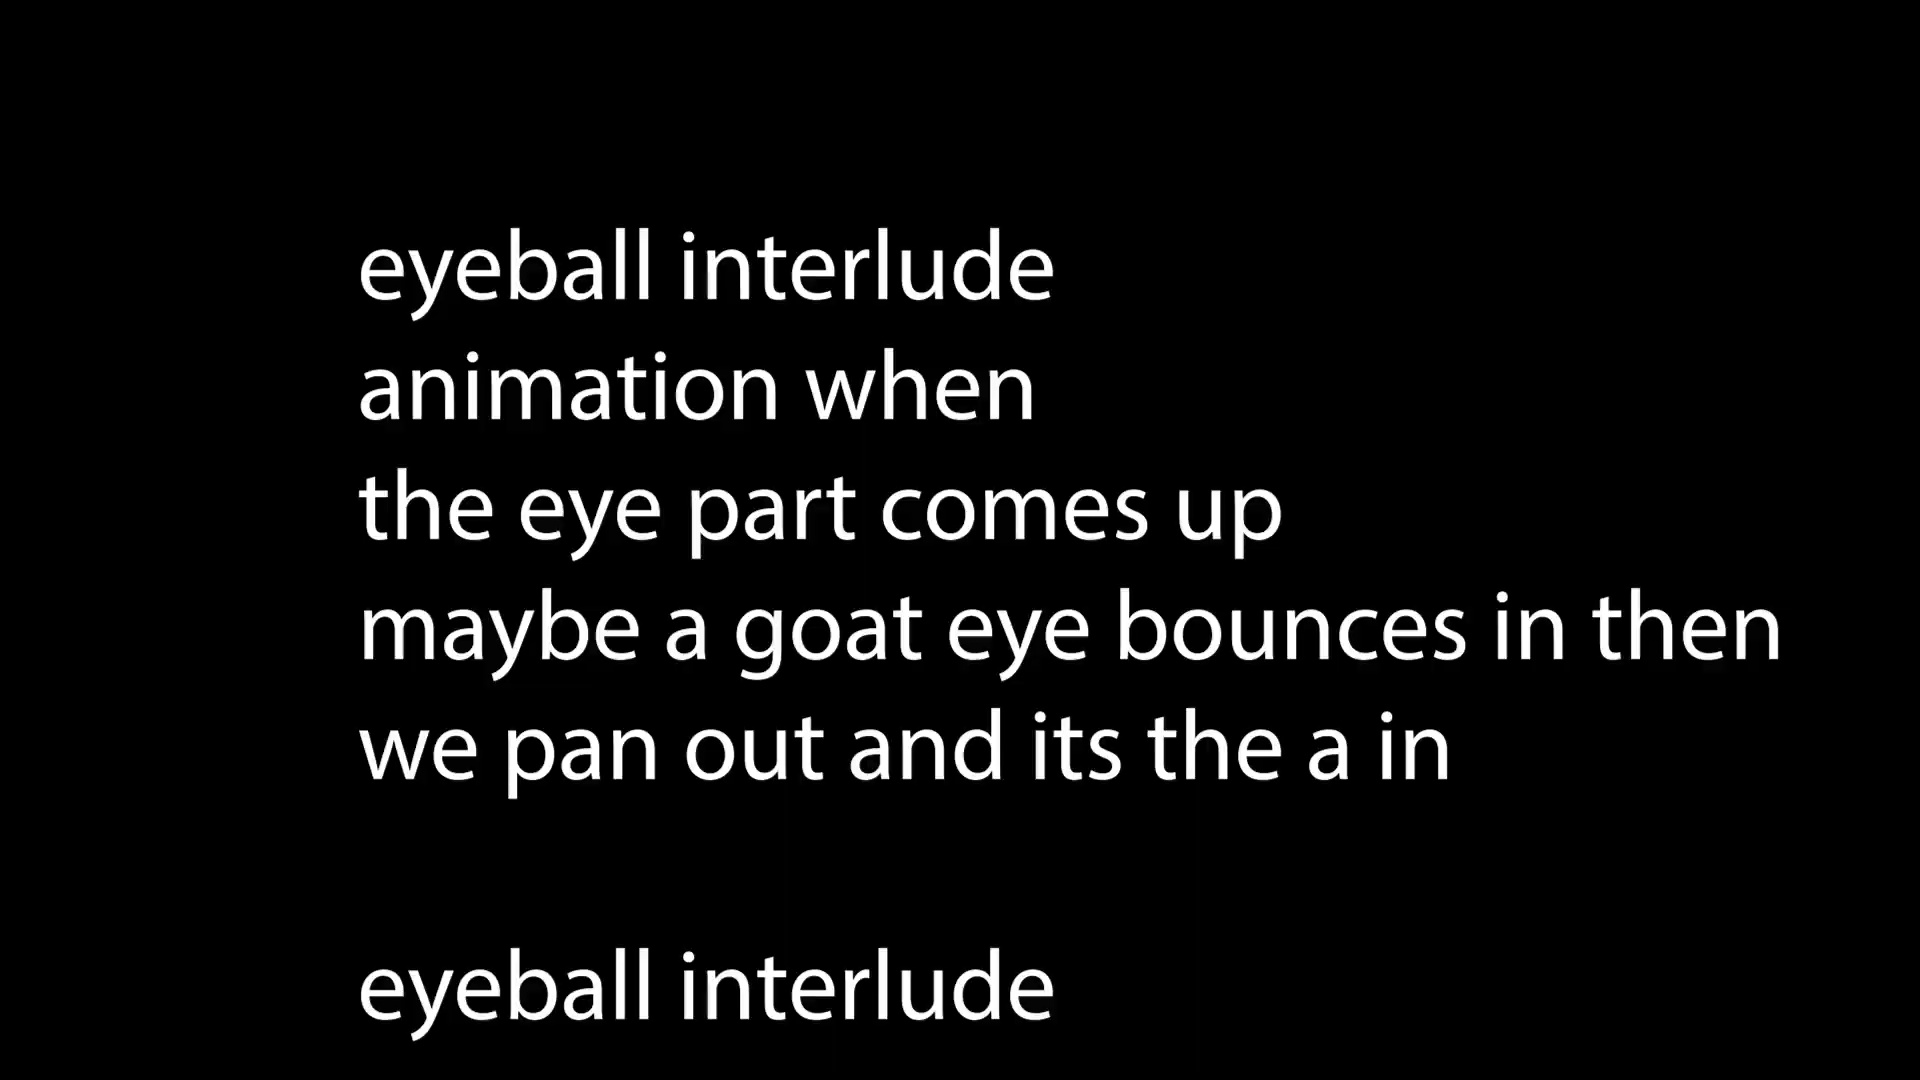 eyeball interlude
animation when
the eye part comes up
maybe a goat eye bounces in then
we pan out and its the a in
eyeball interlude